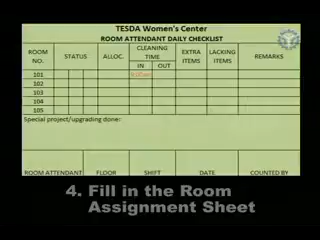 TESDA Women's Center
ROOM ATTENDANT DAILY CHECKLIST
ROOM NO. STATUS ALLOC. CLEANING TIME IN OUT EXTRA ITEMS LACKING ITEMS REMARKS
101
102
103
104
105
Special project/upgrading done:
ROOM ATTENDANT FLOOR SHIFT DATE COUNTED BY
4. Fill in the Room
Assignment Sheet